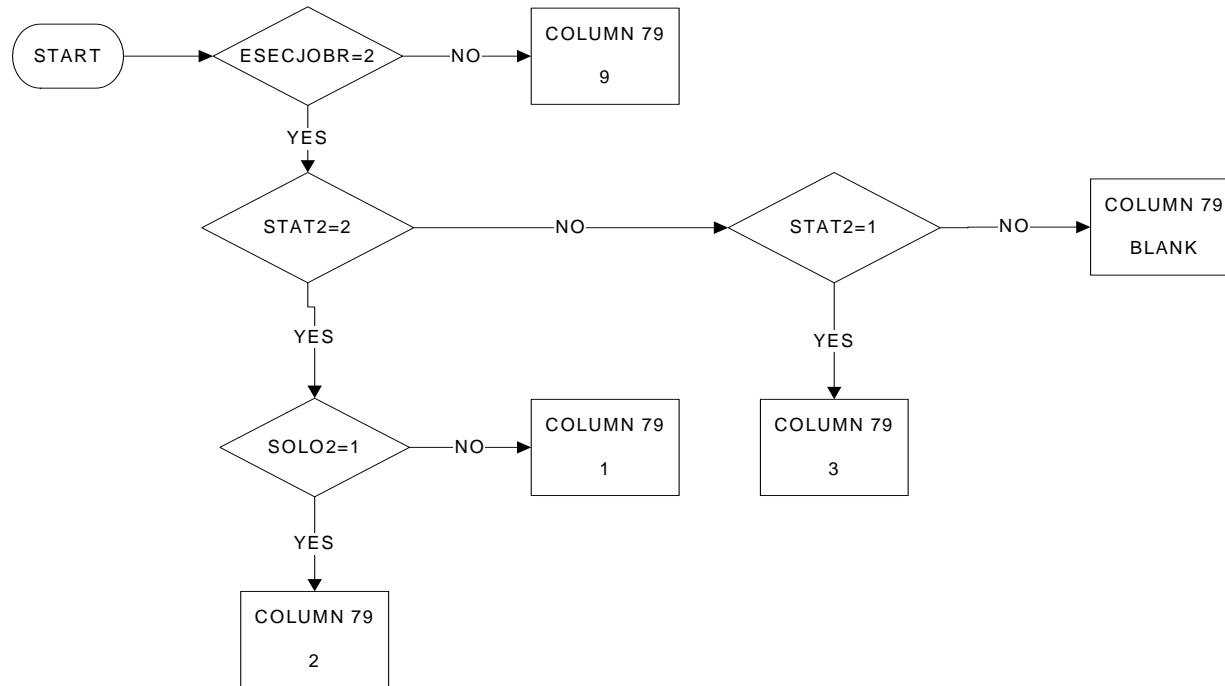 START
ESECJOBR=2
NO
COLUMN 79
9
YES
STAT2=2
NO
STAT2=1
NO
COLUMN 79
BLANK
YES
YES
SOLO2=1
NO
COLUMN 79
1
COLUMN 79
3
YES
COLUMN 79
2